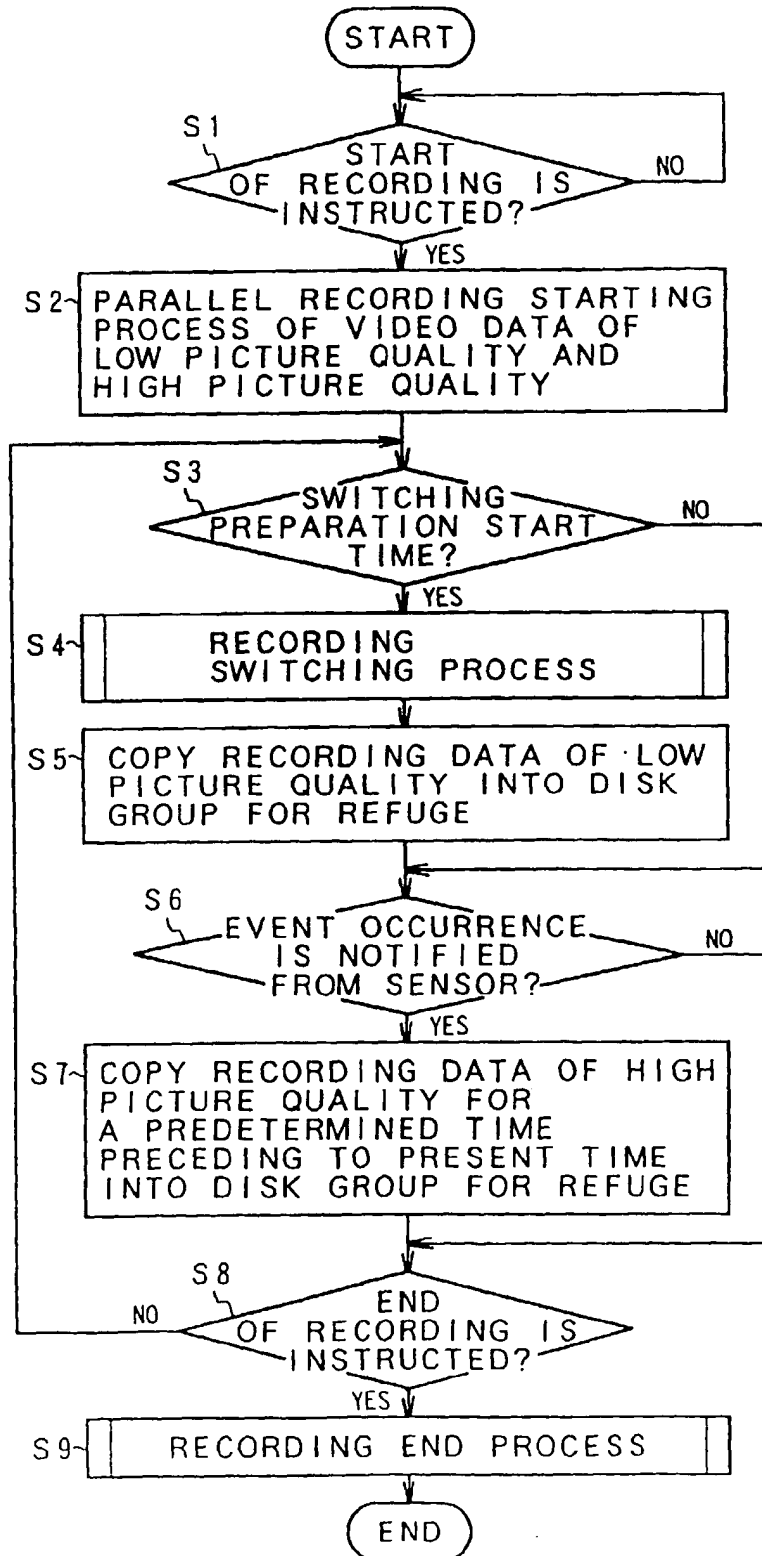 START
S1
START
OF RECORDING IS
INSTRUCTED?
NO
YES
S2
PARALLEL RECORDING STARTING
PROCESS OF VIDEO DATA OF
LOW PICTURE QUALITY AND
HIGH PICTURE QUALITY
S3
SWITCHING
PREPARATION START
TIME?
NO
YES
S4
RECORDING
SWITCHING PROCESS
S5
COPY RECORDING DATA OF LOW
PICTURE QUALITY INTO DISK
GROUP FOR REFUGE
S6
EVENT OCCURRENCE
IS NOTIFIED
FROM SENSOR?
NO
YES
S7
COPY RECORDING DATA OF HIGH
PICTURE QUALITY FOR
A PREDETERMINED TIME
PRECEDING TO PRESENT TIME
INTO DISK GROUP FOR REFUGE
S8
NO
END
OF RECORDING IS
INSTRUCTED?
YES
S9
RECORDING END PROCESS
END